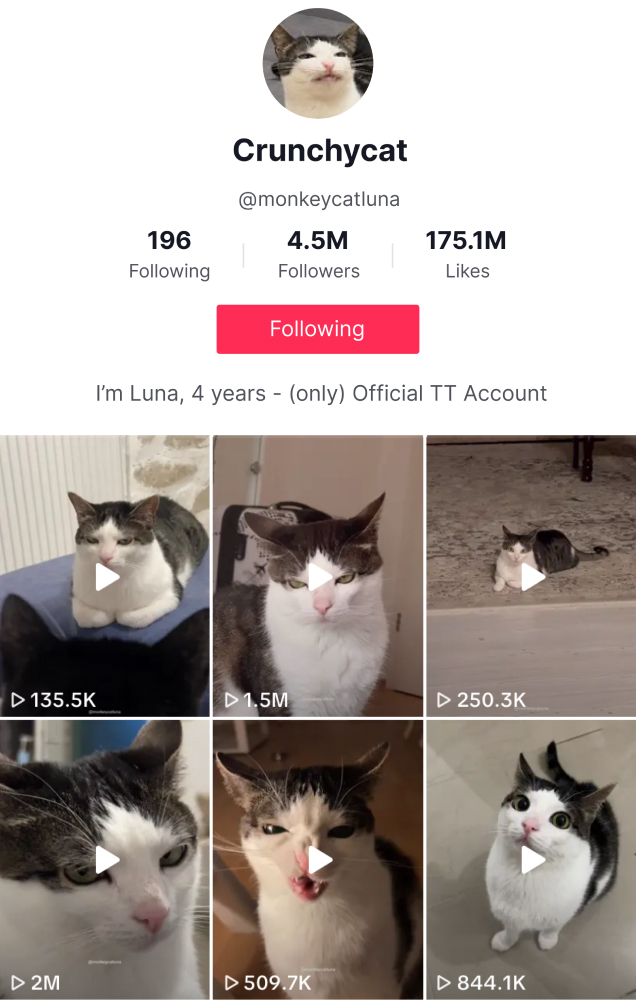 Crunchycat
@monkeycatluna
196
4.5M
175.1M
Following
Followers
Likes
Following
I’m Luna, 4 years - (only) Official TT Account
135.5K
1.5M
250.3K
2M
509.7K
844.1K